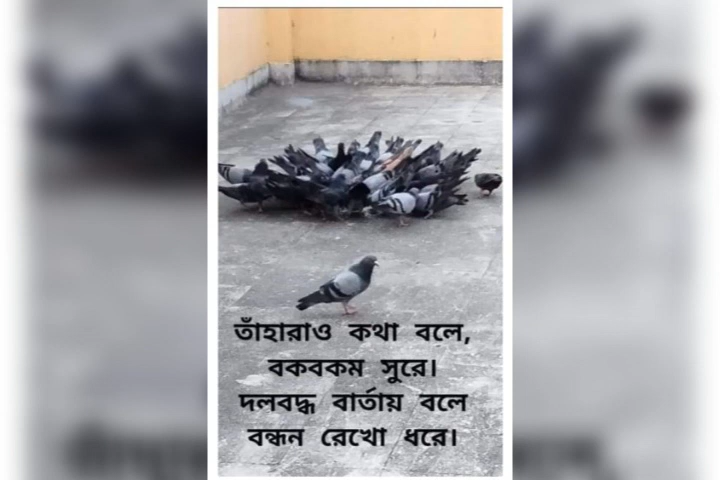 তাঁহারাও কথা বলে,
বকবকম সুরে।
দলবদ্ধ বার্তায় বলে
বন্ধন রেখো ধরে।